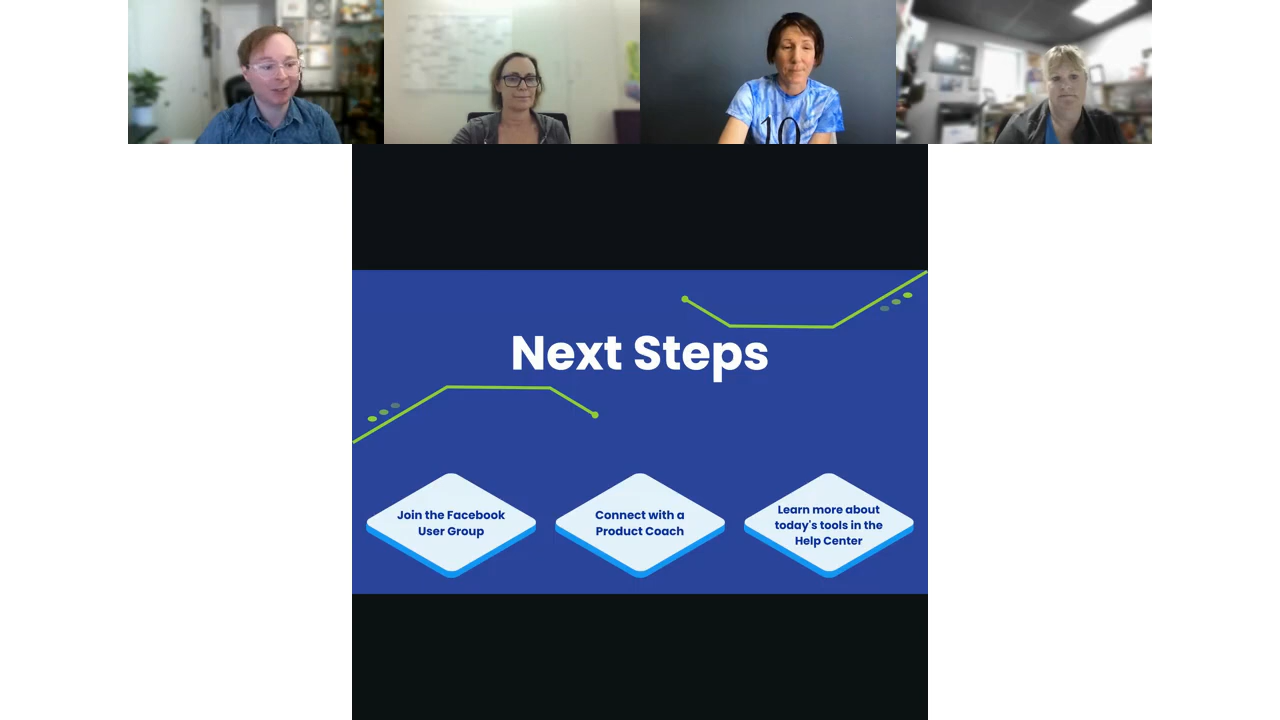 10
Next Steps
Join the Facebook
User Group
Connect with a
Product Coach
Learn more about
today's tools in the
Help Center